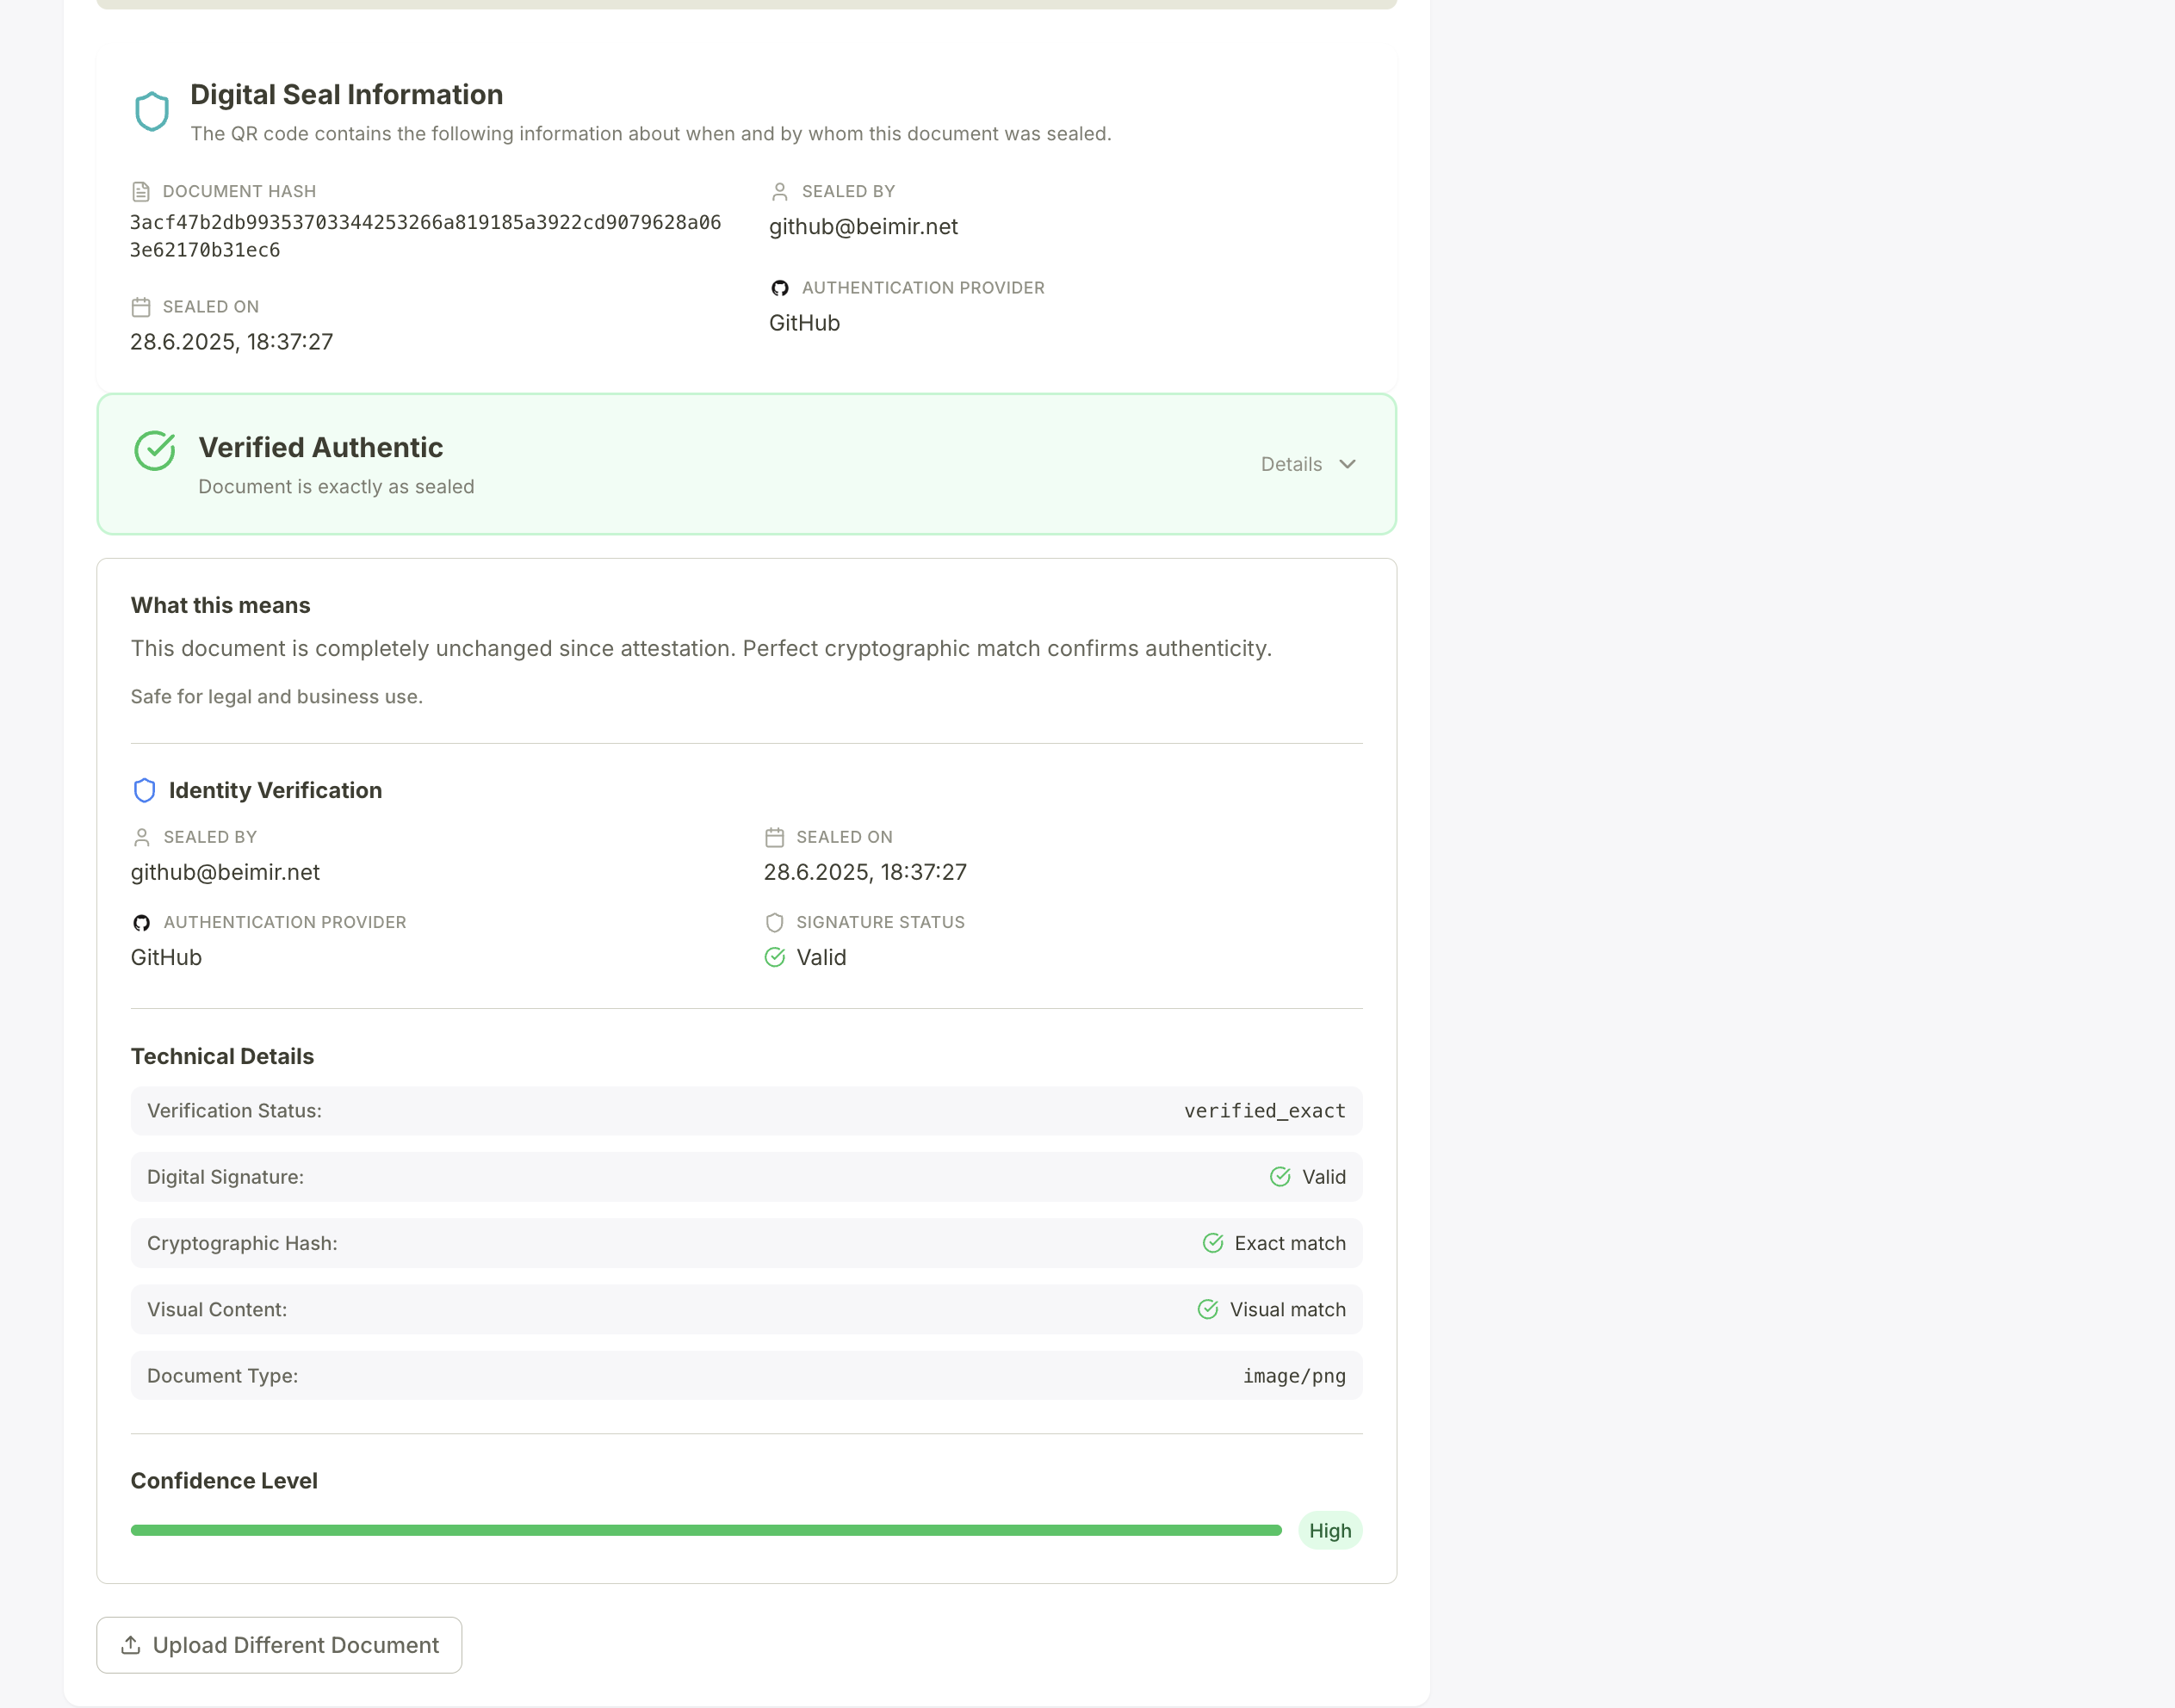 Digital Seal Information
The QR code contains the following information about when and by whom this document was sealed.
DOCUMENT HASH
3acf47b2db99353703344253266a819185a3922cd9079628a06
3e62170b31ec6
SEALED ON
28.6.2025, 18:37:27
SEALED BY
github@beimir.net
AUTHENTICATION PROVIDER
GitHub
Verified Authentic
Document is exactly as sealed
Details
What this means
This document is completely unchanged since attestation. Perfect cryptographic match confirms authenticity.
Safe for legal and business use.
Identity Verification
SEALED BY
github@beimir.net
SEALED ON
28.6.2025, 18:37:27
AUTHENTICATION PROVIDER
GitHub
SIGNATURE STATUS
Valid
Technical Details
Verification Status: verified_exact
Digital Signature: Valid
Cryptographic Hash: Exact match
Visual Content: Visual match
Document Type: image/png
Confidence Level
High
Upload Different Document